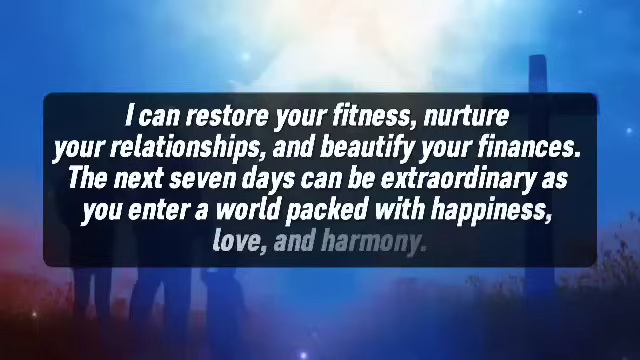 I can restore your fitness, nurture
your relationships, and beautify your finances.
The next seven days can be extraordinary as
you enter a world packed with happiness,
love, and harmony.